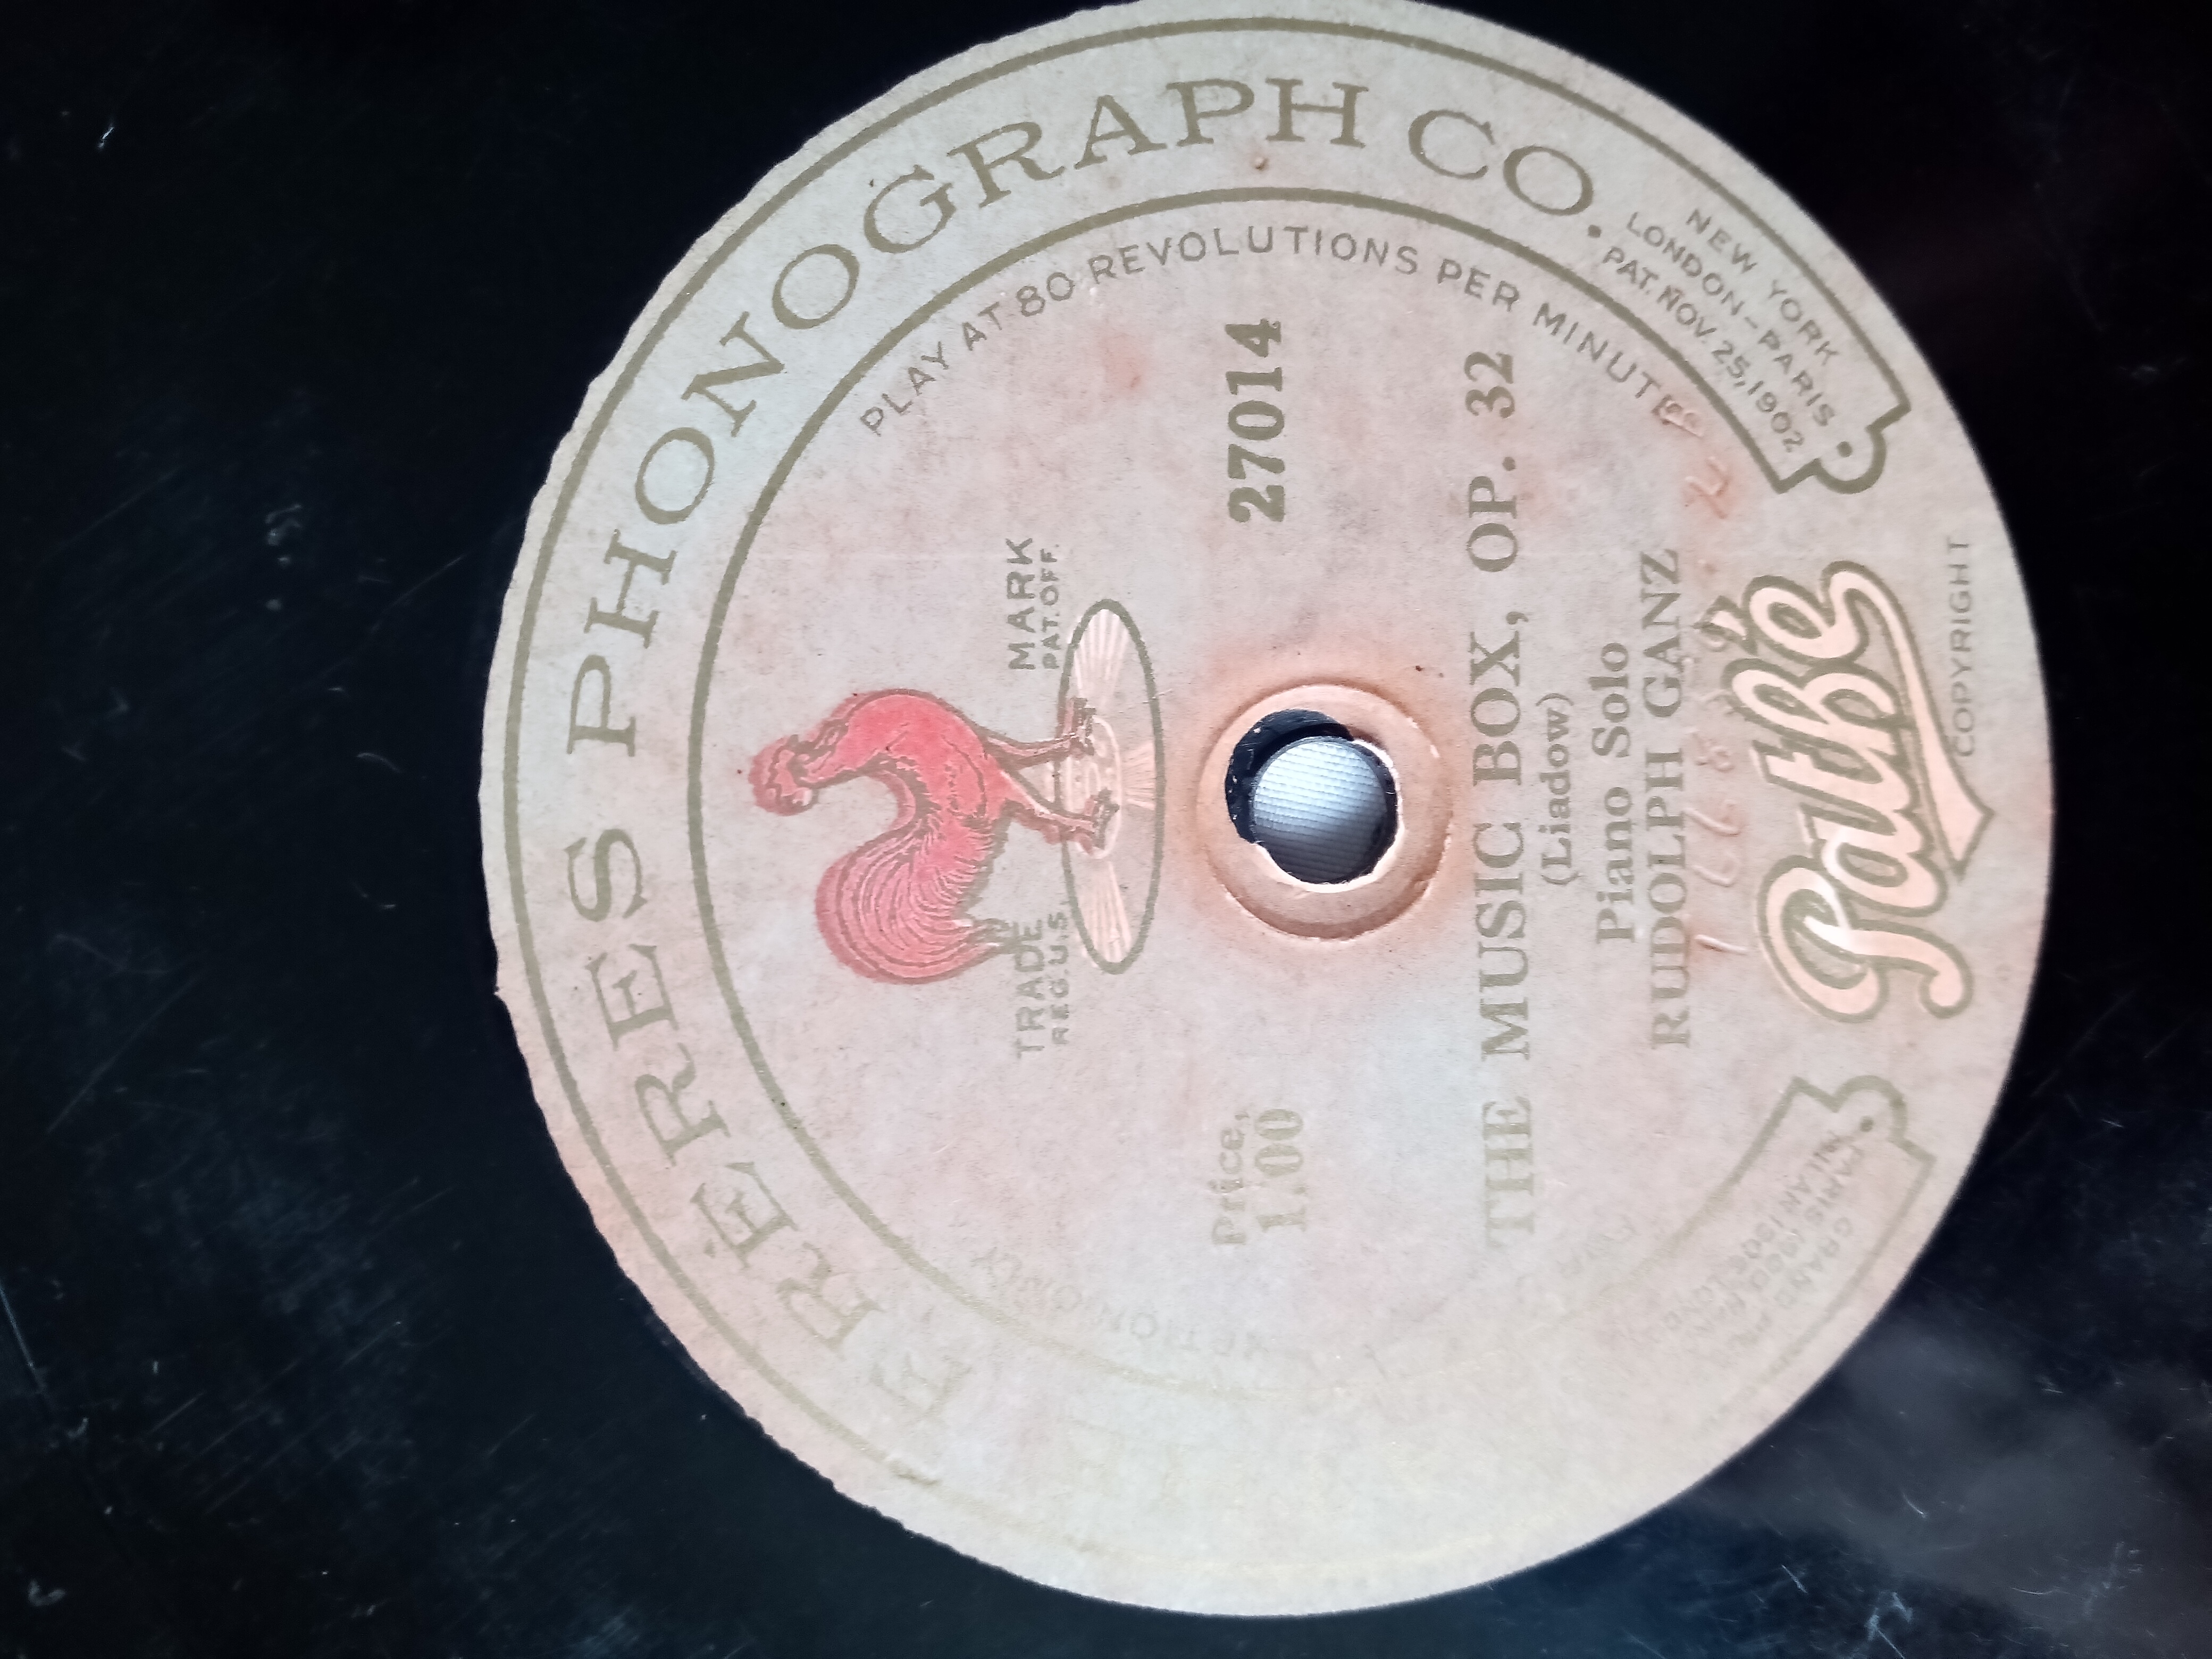 FRÈRES PHONOGRAPH CO.
NEW YORK
LONDON-PARIS
PAT. NOV. 25, 1902
PLAY AT 80 REVOLUTIONS PER MINUTE
TRADE MARK
REG. U.S. PAT. OFF.
Price,
1.00
27014
THE MUSIC BOX, OP. 32
(Liadow)
Piano Solo
RUDOLPH GANZ
Pathé
COPYRIGHT